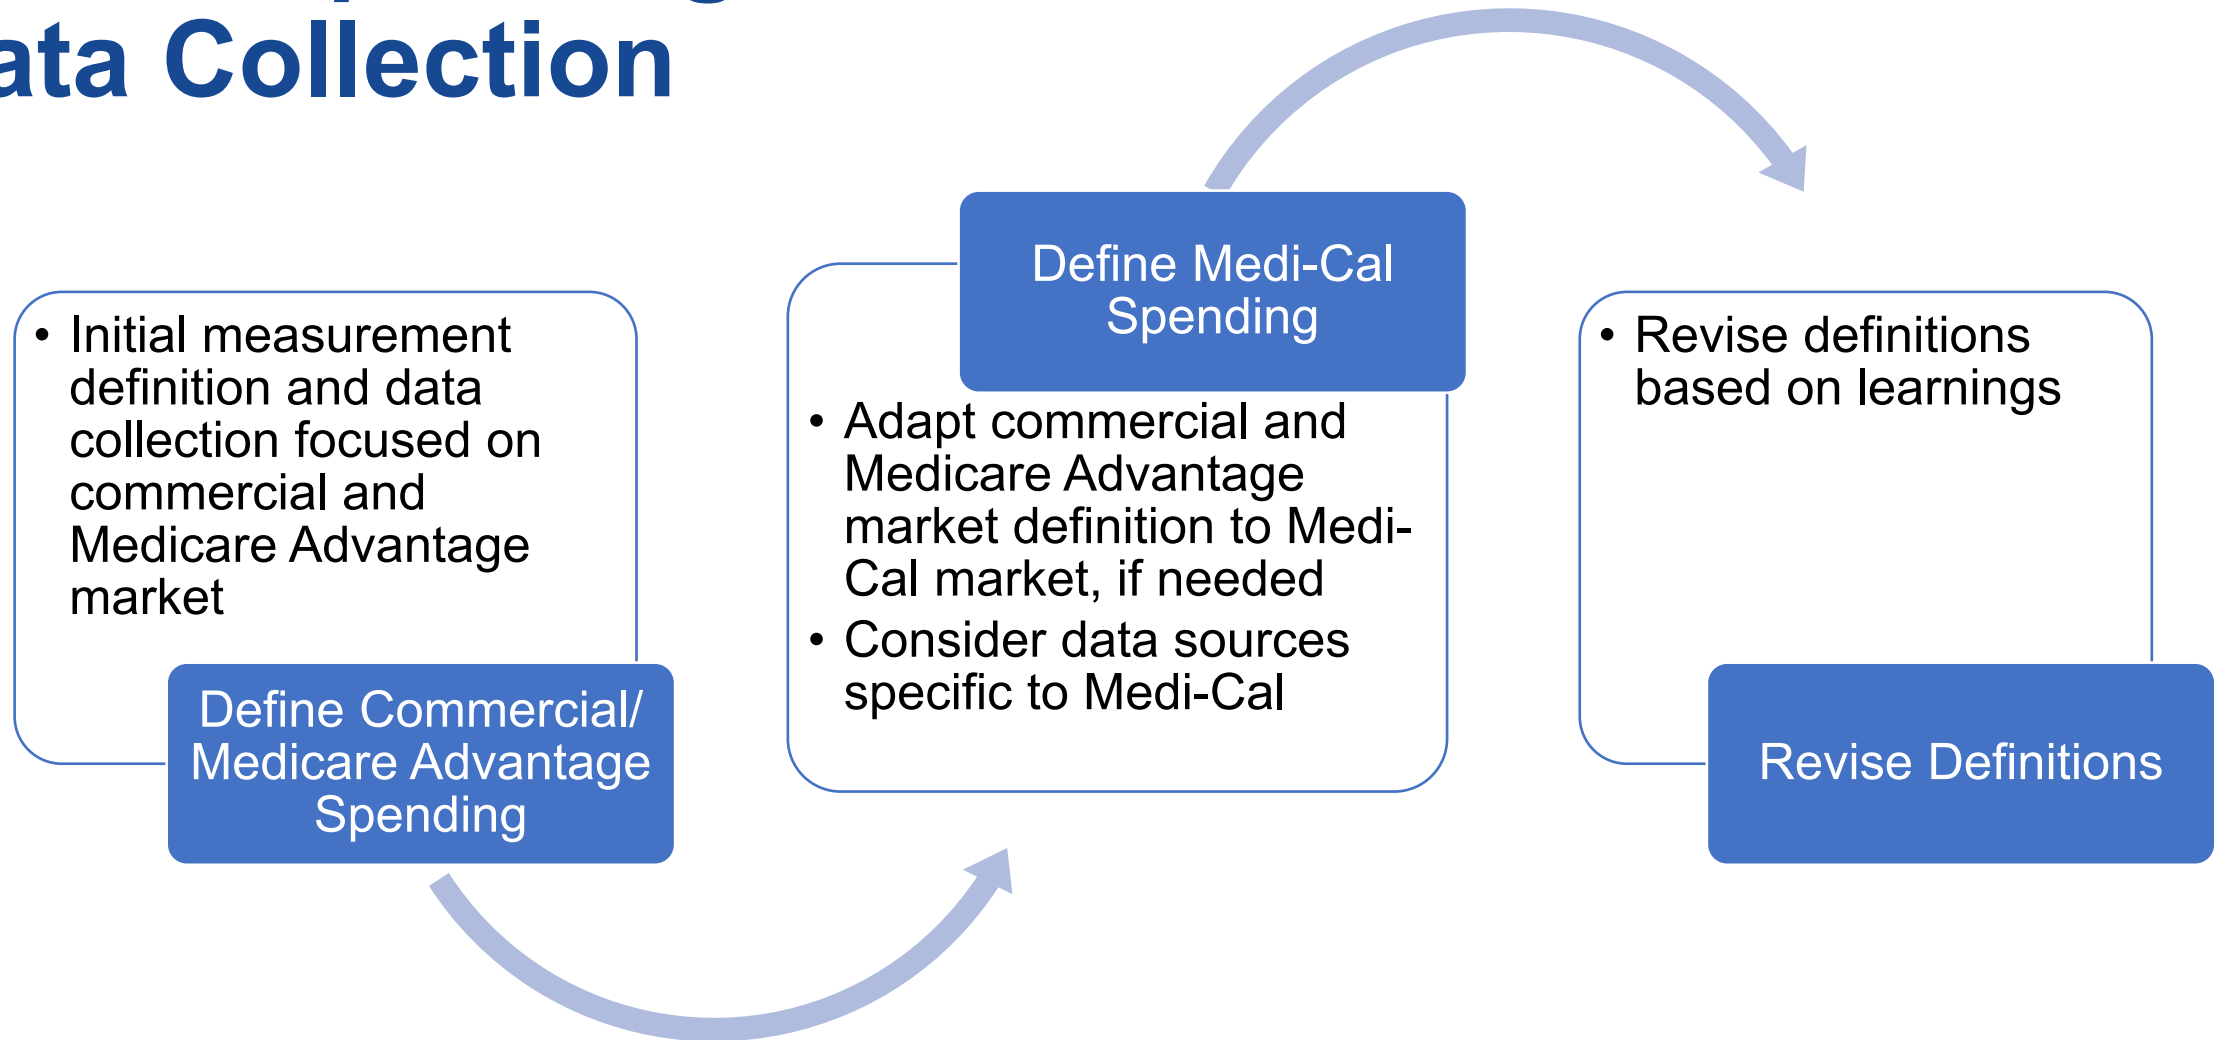 Collection
• Initial measurement
definition and data
collection focused on
commercial and
Medicare Advantage
market
Define Commercial/
Medicare Advantage
Spending
Define Medi-Cal
Spending
• Adapt commercial and
Medicare Advantage
market definition to Medi-
Cal market, if needed
• Consider data sources
specific to Medi-Cal
• Revise definitions
based on learnings
Revise Definitions